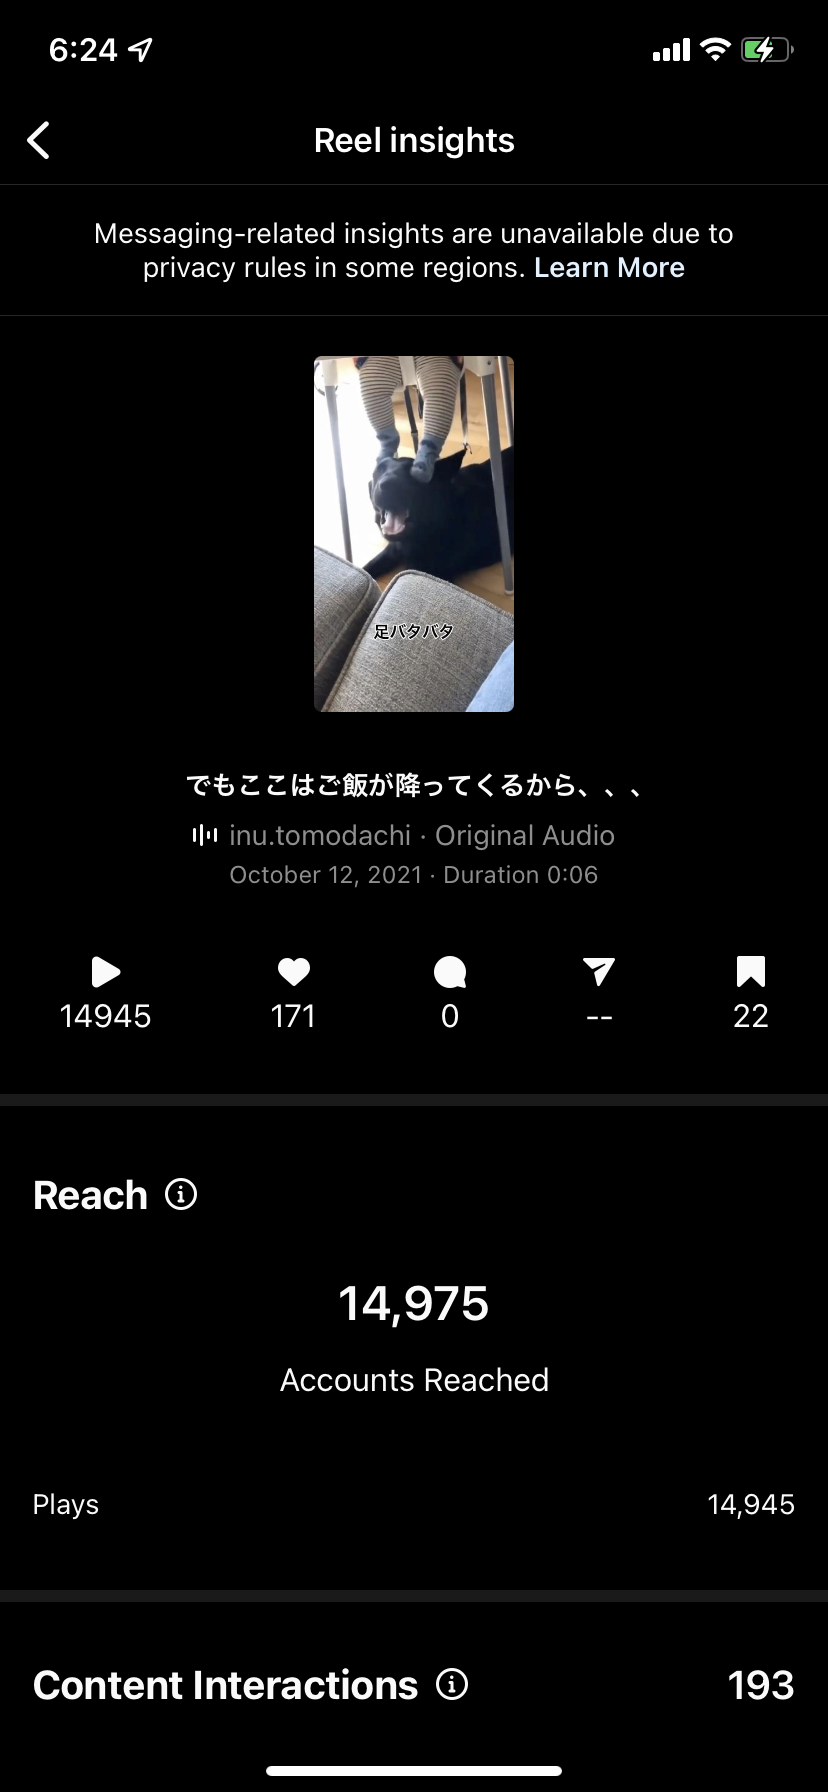 6:24
Reel insights
Messaging-related insights are unavailable due to
privacy rules in some regions. Learn More
足バタバタ
でもここはご飯が降ってくるから、、、
inu.tomodachi · Original Audio
October 12, 2021 · Duration 0:06
14945 171 0 -- 22
Reach
14,975
Accounts Reached
Plays 14,945
Content Interactions 193